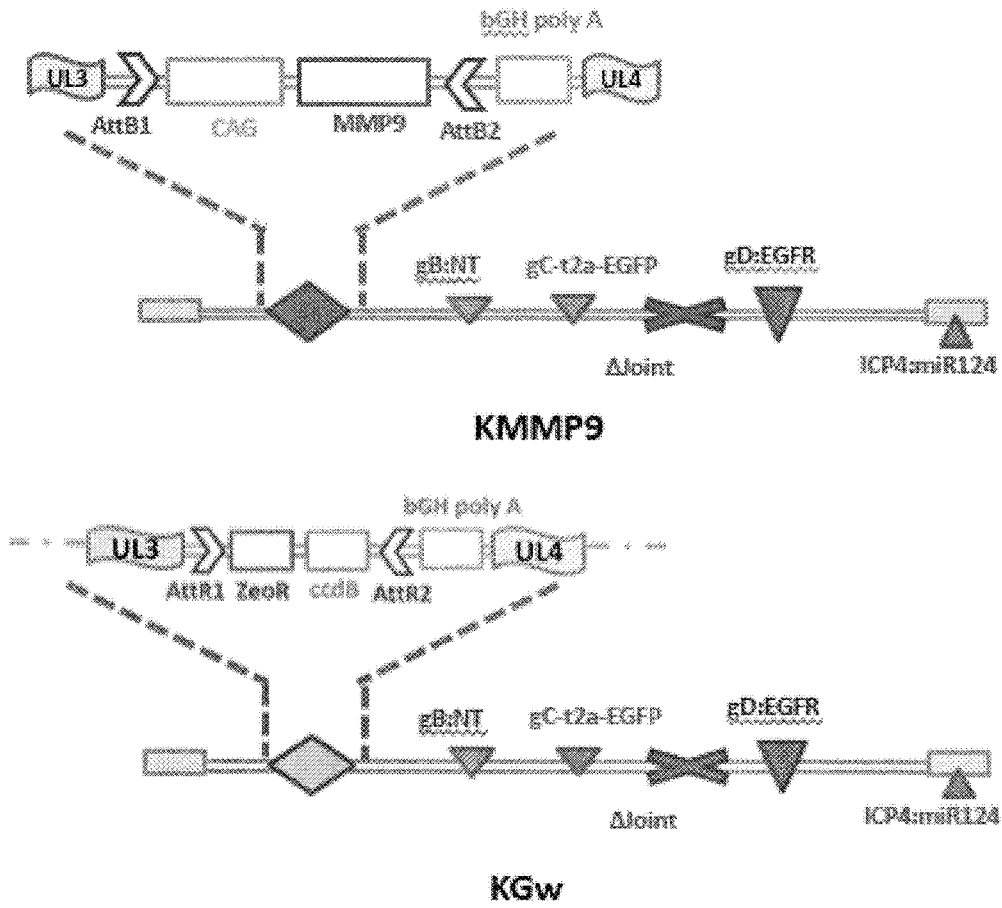 bGH poly A
UL3
UL4
AttB1
CAG
MMP9
AttB2
gB:NT
gC-t2a-EGFP
gD:EGFR
ΔJoint
ICP4:miR124
KMMP9
bGH poly A
UL3
UL4
AttR1
ZeoR
ccdB
AttR2
gB:NT
gC-t2a-EGFP
gD:EGFR
ΔJoint
ICP4:miR124
KGw